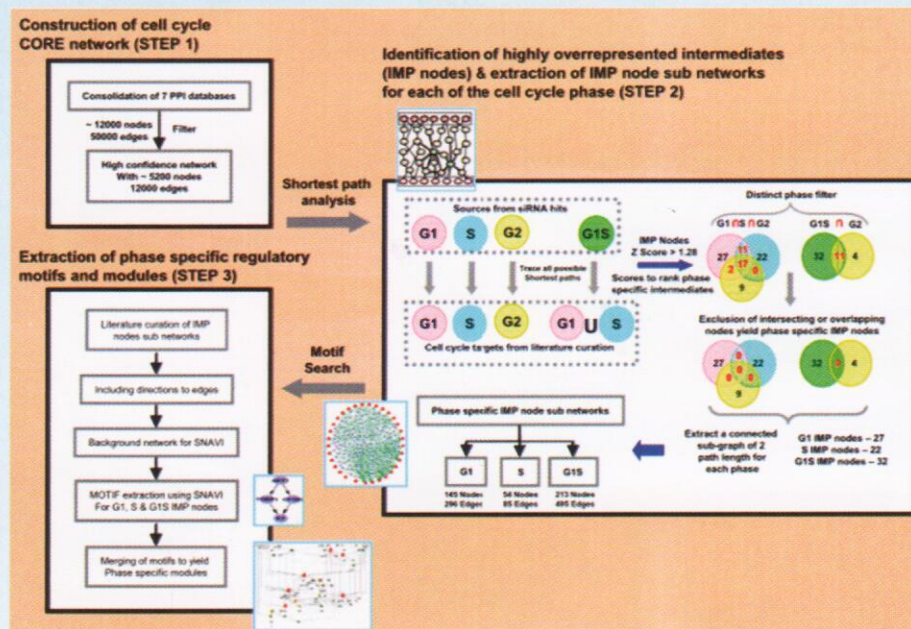 Construction of cell cycle
CORE network (STEP 1)
Consolidation of 7 PPI databases
~ 12000 nodes
50000 edges
Filter
High confidence network
With ~ 5200 nodes
12000 edges
Shortest path
analysis
Identification of highly overrepresented intermediates
(IMP nodes) & extraction of IMP node sub networks
for each of the cell cycle phase (STEP 2)
Sources from siRNA hits
G1
S
G2
G1S
Trace all possible
Shortest paths
G1
S
G2
G1 U S
Cell cycle targets from literature curation
IMP Nodes
Z Score > 1.28
Scores to rank phase
specific intermediates
Distinct phase filter
G1 ∩ S ∩ G2
G1S ∩ G2
27
11
22
17
2
0
9
32
11
4
Exclusion of intersecting or overlapping
nodes yield phase specific IMP nodes
27
0
22
0
0
0
9
32
4
Extract a connected
sub-graph of 2
path length for
each phase
G1 IMP nodes – 27
S IMP nodes – 22
G1S IMP nodes – 32
Phase specific IMP node sub networks
G1
S
G1S
145 Nodes
296 Edges
54 Nodes
85 Edges
213 Nodes
495 Edges
Motif
Search
Extraction of phase specific regulatory
motifs and modules (STEP 3)
Literature curation of IMP
nodes sub networks
Including directions to edges
Background network for SNAVI
MOTIF extraction using SNAVI
For G1, S & G1S IMP nodes
Merging of motifs to yield
Phase specific modules